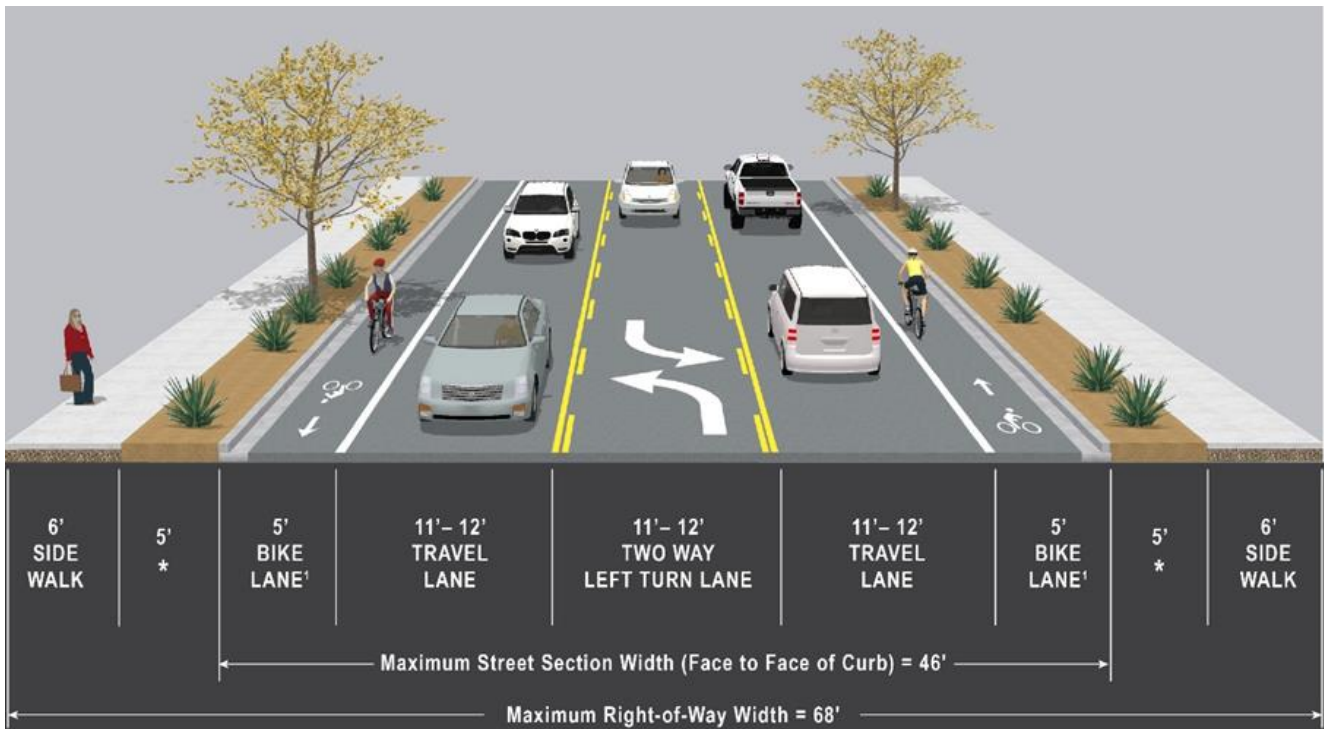 6'
SIDE
WALK
5'
*
5'
BIKE
LANE¹
11'– 12'
TRAVEL
LANE
11'– 12'
TWO WAY
LEFT TURN LANE
11'– 12'
TRAVEL
LANE
5'
BIKE
LANE¹
5'
*
6'
SIDE
WALK
Maximum Street Section Width (Face to Face of Curb) = 46'
Maximum Right-of-Way Width = 68'